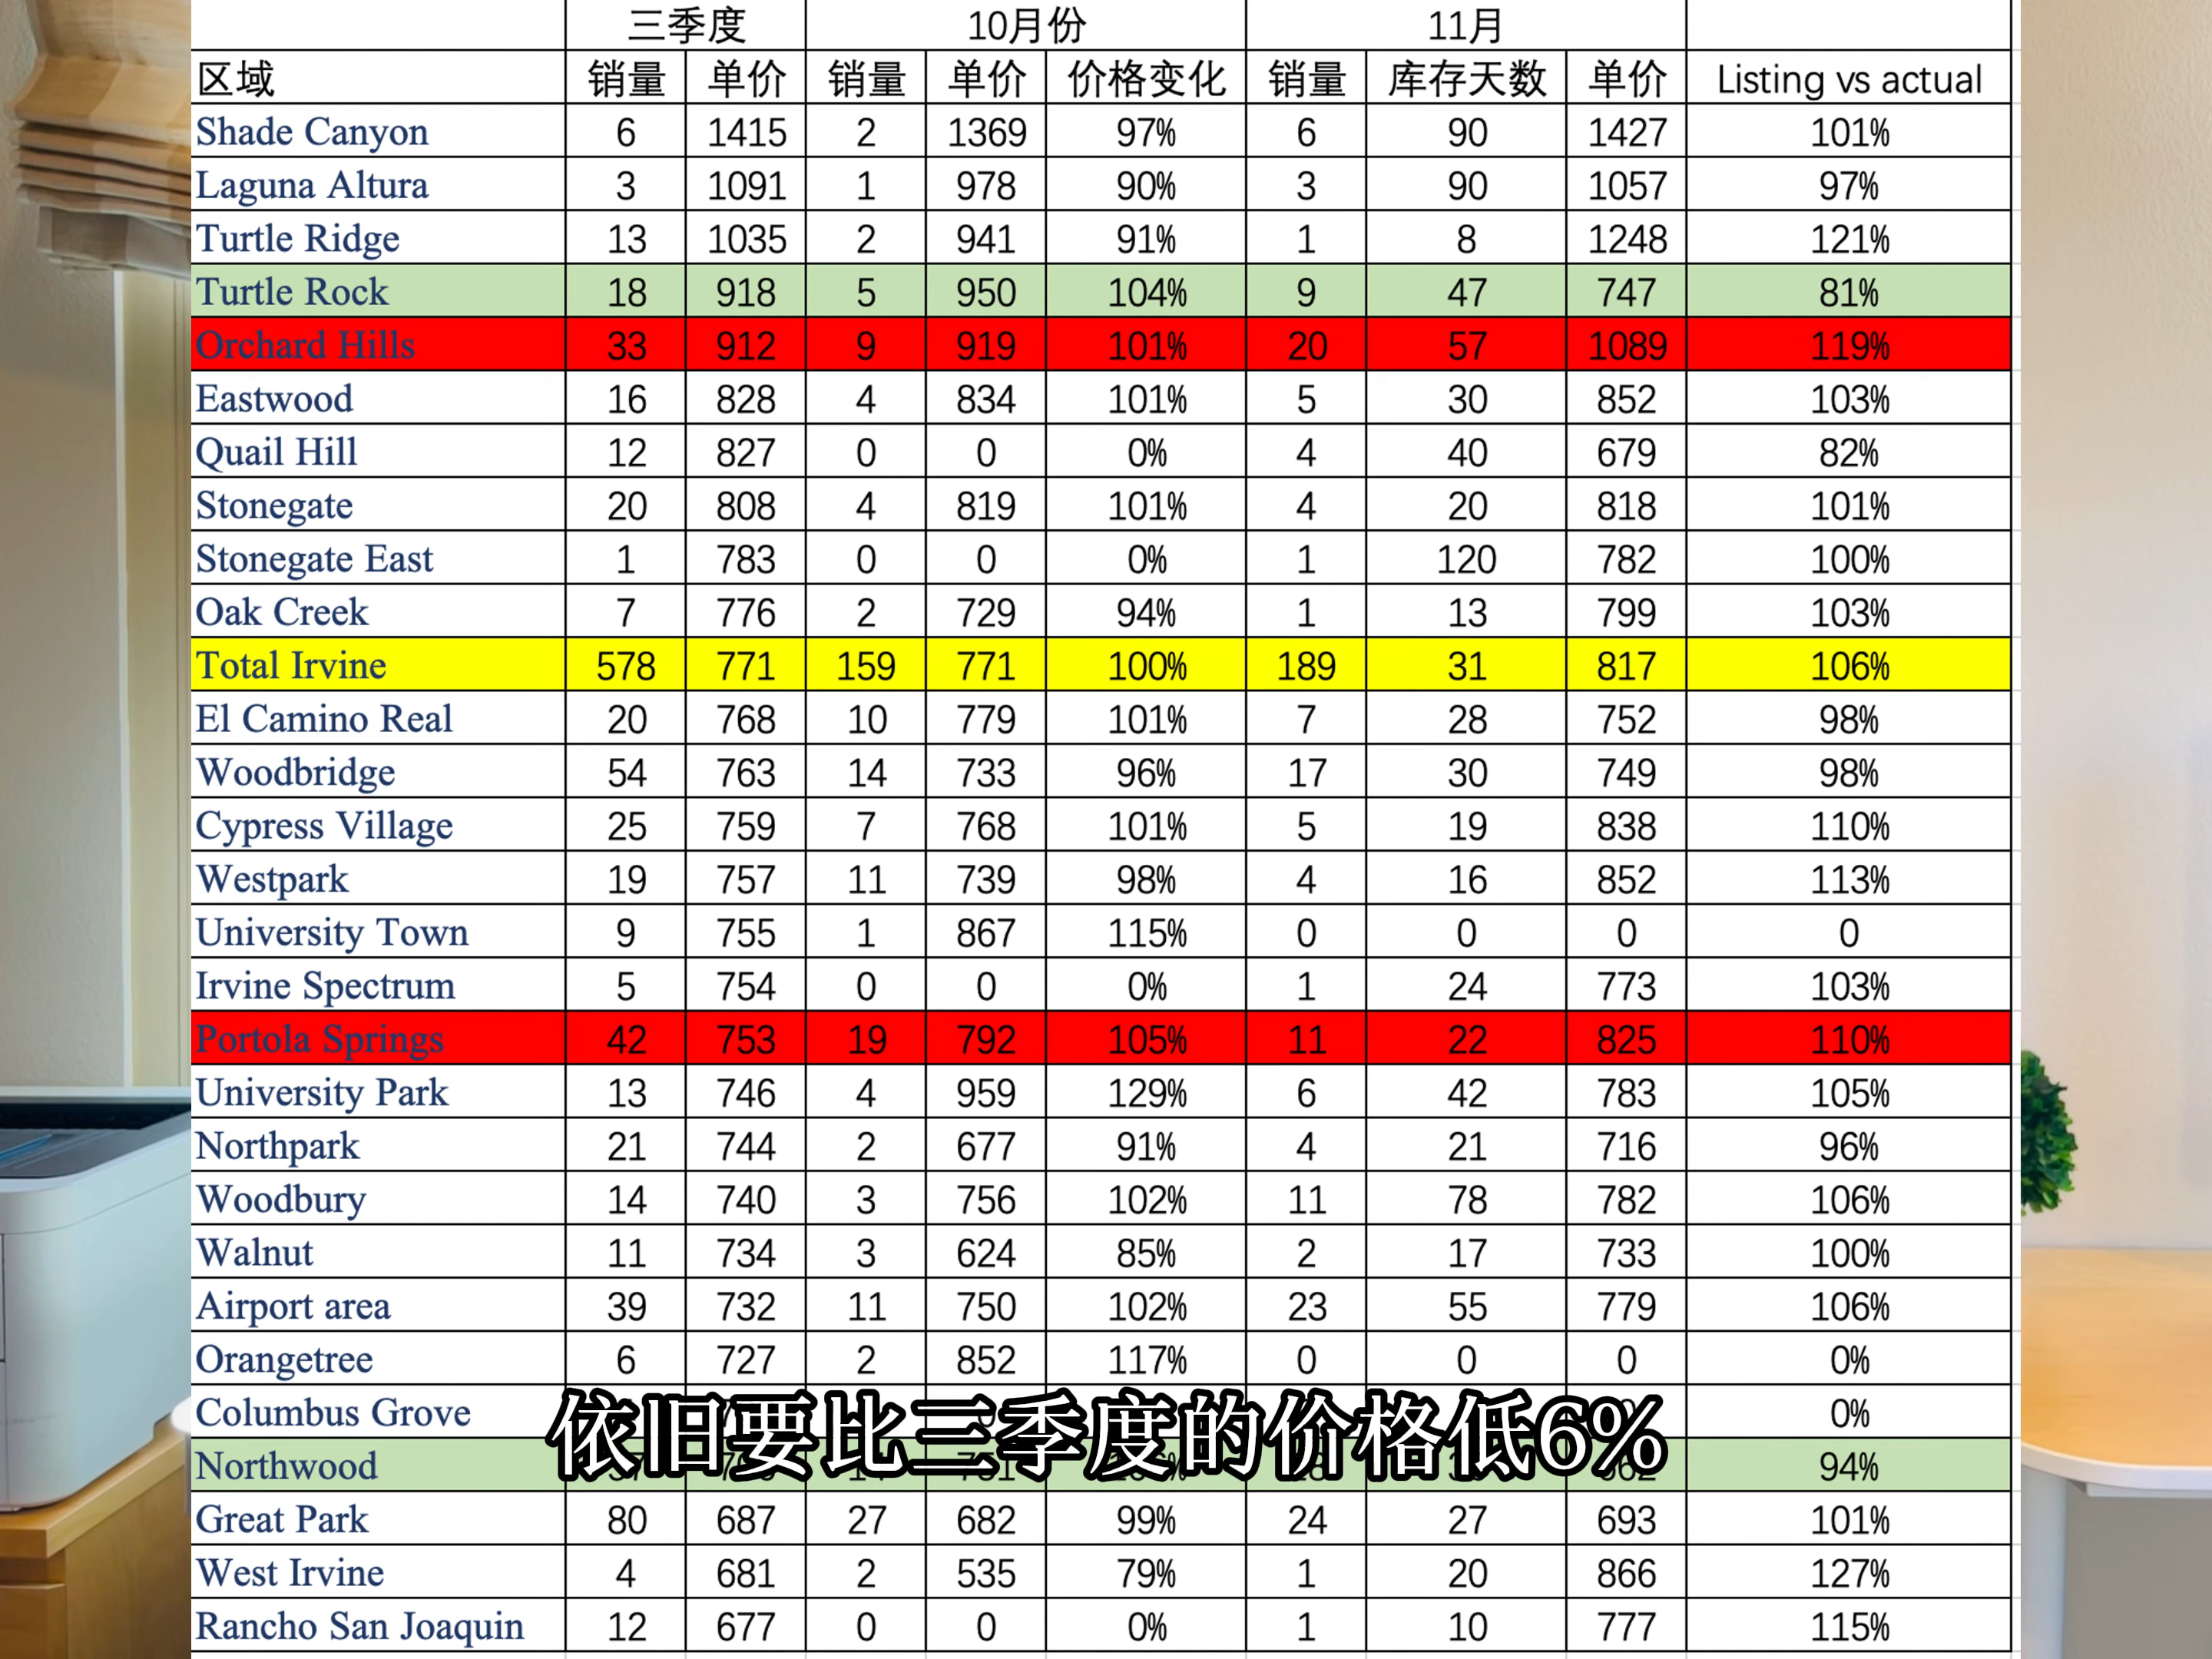 三季度 10月份 11月
区域 销量 单价 销量 单价 价格变化 销量 库存天数 单价 Listing vs actual
Shade Canyon 6 1415 2 1369 97% 6 90 1427 101%
Laguna Altura 3 1091 1 978 90% 3 90 1057 97%
Turtle Ridge 13 1035 2 941 91% 1 8 1248 121%
Turtle Rock 18 918 5 950 104% 9 47 747 81%
Orchard Hills 33 912 9 919 101% 20 57 1089 119%
Eastwood 16 828 4 834 101% 5 30 852 103%
Quail Hill 12 827 0 0 0% 4 40 679 82%
Stonegate 20 808 4 819 101% 4 20 818 101%
Stonegate East 1 783 0 0 0% 1 120 782 100%
Oak Creek 7 776 2 729 94% 1 13 799 103%
Total Irvine 578 771 159 771 100% 189 31 817 106%
El Camino Real 20 768 10 779 101% 7 28 752 98%
Woodbridge 54 763 14 733 96% 17 30 749 98%
Cypress Village 25 759 7 768 101% 5 19 838 110%
Westpark 19 757 11 739 98% 4 16 852 113%
University Town 9 755 1 867 115% 0 0 0 0
Irvine Spectrum 5 754 0 0 0% 1 24 773 103%
Portola Springs 42 753 19 792 105% 11 22 825 110%
University Park 13 746 4 959 129% 6 42 783 105%
Northpark 21 744 2 677 91% 4 21 716 96%
Woodbury 14 740 3 756 102% 11 78 782 106%
Walnut 11 734 3 624 85% 2 17 733 100%
Airport area 39 732 11 750 102% 23 55 779 106%
Orangetree 6 727 2 852 117% 0 0 0 0%
Columbus Grove 0%
依旧要比三季度的价格低6%
Northwood 94%
Great Park 80 687 27 682 99% 24 27 693 101%
West Irvine 4 681 2 535 79% 1 20 866 127%
Rancho San Joaquin 12 677 0 0 0% 1 10 777 115%